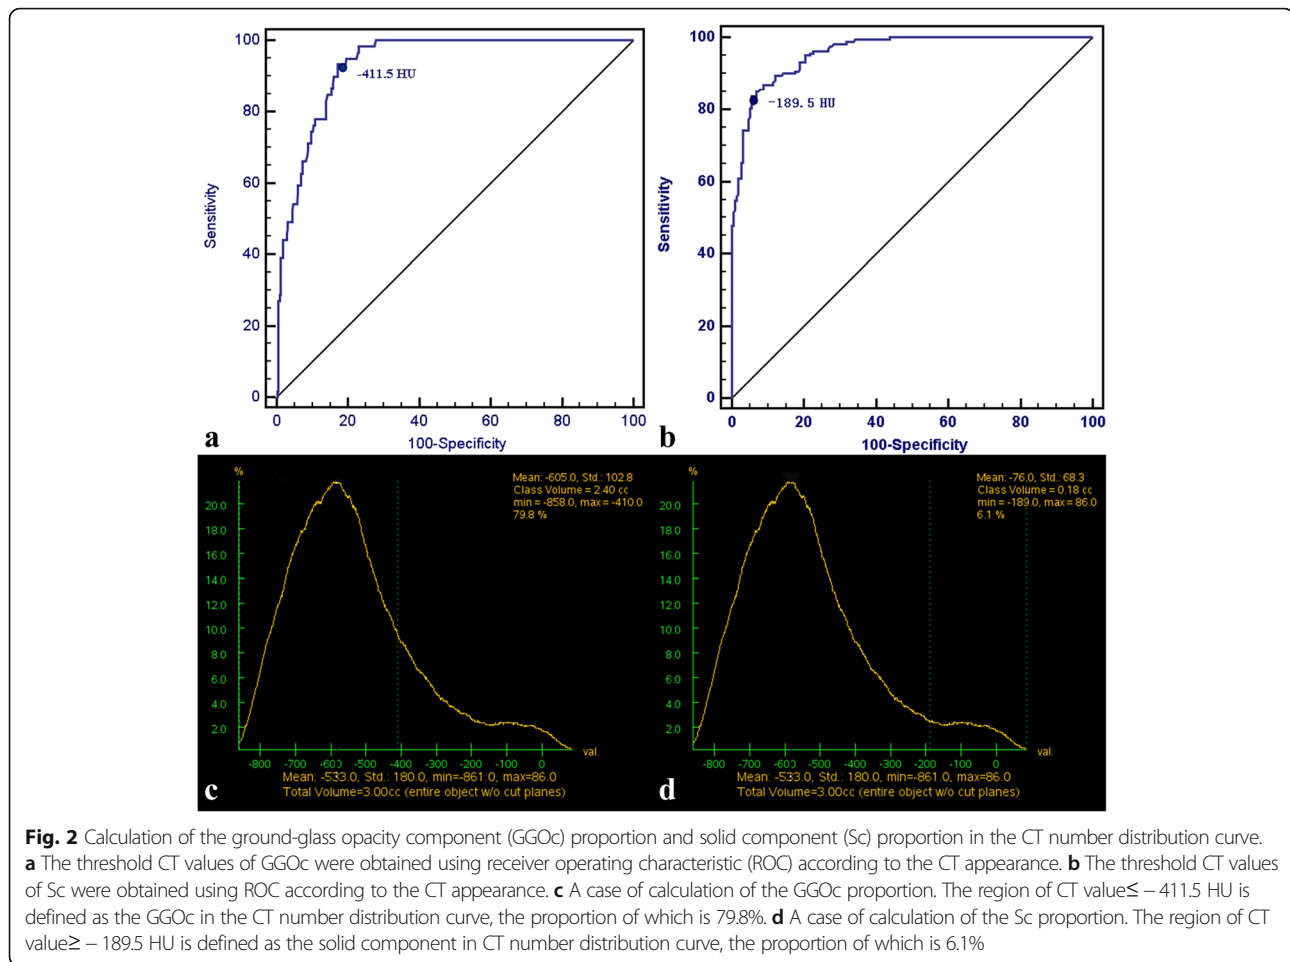 100
80
60
40
20
0
Sensitivity
-411.5 HU
0 20 40 60 80 100
100-Specificity
a
100
80
60
40
20
0
Sensitivity
-189.5 HU
0 20 40 60 80 100
100-Specificity
b
%
20.0
18.0
16.0
14.0
12.0
10.0
8.0
6.0
4.0
2.0
Mean: -605.0, Std.: 102.8
Class Volume = 2.40 cc
min = -858.0, max = -410.0
79.8 %
val.
-800 -700 -600 -500 -400 -300 -200 -100 0
Mean: -533.0, Std.: 180.0, min=-861.0, max=86.0
Total Volume=3.00cc (entire object w/o cut planes)
c
%
20.0
18.0
16.0
14.0
12.0
10.0
8.0
6.0
4.0
2.0
Mean: -76.0, Std.: 68.3
Class Volume = 0.18 cc
min = -189.0, max = 86.0
6.1 %
val.
-800 -700 -600 -500 -400 -300 -200 -100 0
Mean: -533.0, Std.: 180.0, min=-861.0, max=86.0
Total Volume=3.00cc (entire object w/o cut planes)
d
Fig. 2 Calculation of the ground-glass opacity component (GGOc) proportion and solid component (Sc) proportion in the CT number distribution curve.
a The threshold CT values of GGOc were obtained using receiver operating characteristic (ROC) according to the CT appearance. b The threshold CT values
of Sc were obtained using ROC according to the CT appearance. c A case of calculation of the GGOc proportion. The region of CT value≤ − 411.5 HU is
defined as the GGOc in the CT number distribution curve, the proportion of which is 79.8%. d A case of calculation of the Sc proportion. The region of CT
value≥ − 189.5 HU is defined as the solid component in CT number distribution curve, the proportion of which is 6.1%